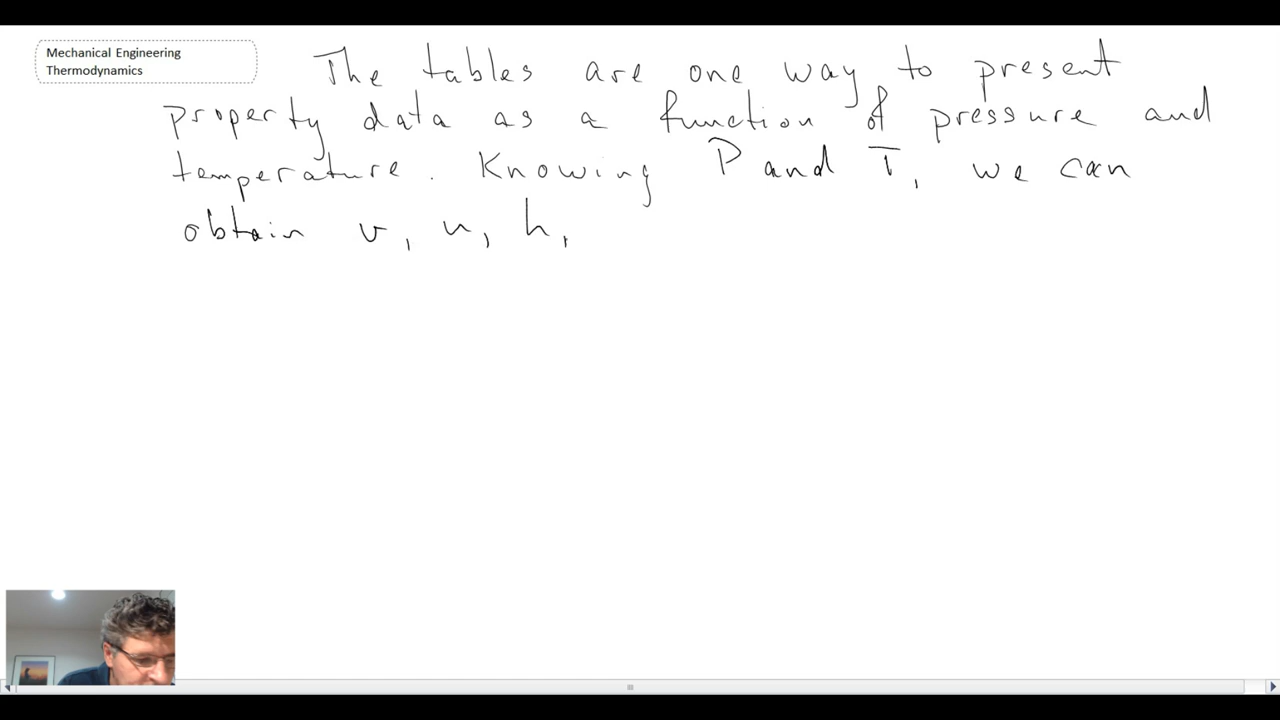 Mechanical Engineering
Thermodynamics
The tables are one way to present
property data as a function of pressure and
temperature. Knowing P and T, we can
obtain v, u, h,